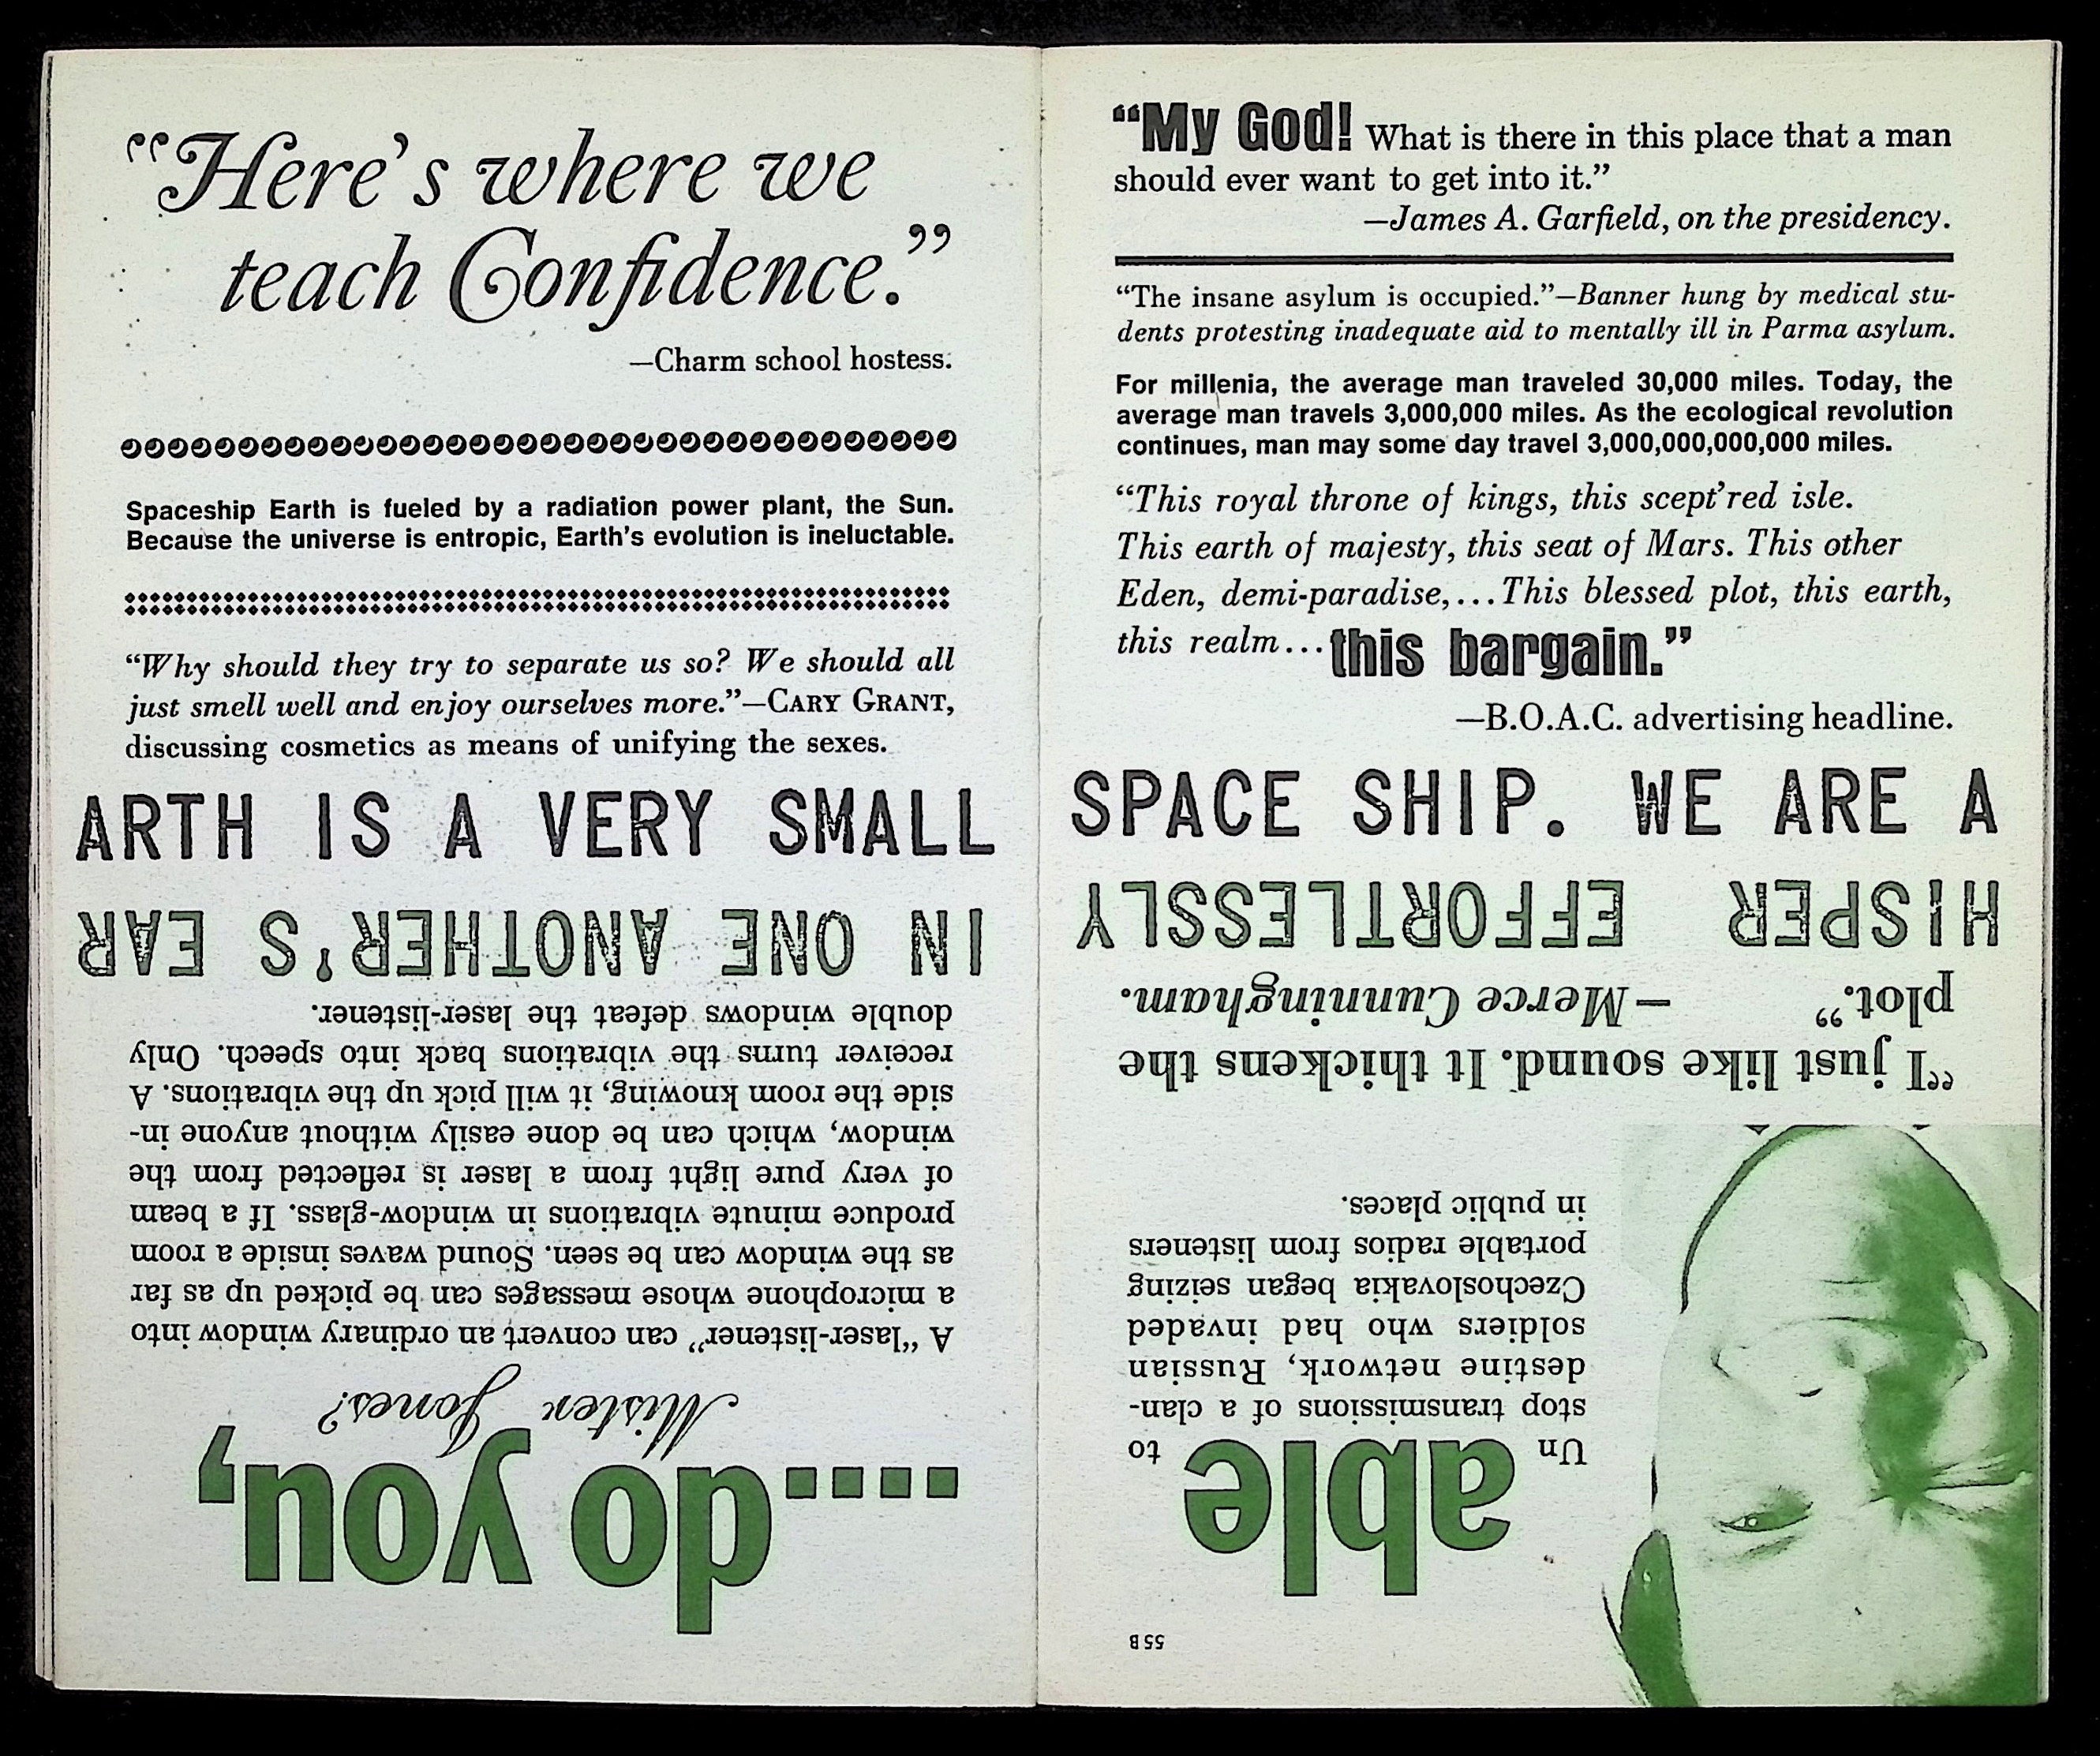 “Here’s where we
teach Confidence.”
—Charm school hostess.
Spaceship Earth is fueled by a radiation power plant, the Sun.
Because the universe is entropic, Earth’s evolution is ineluctable.
“Why should they try to separate us so? We should all
just smell well and enjoy ourselves more.”—CARY GRANT,
discussing cosmetics as means of unifying the sexes.
ARTH IS A VERY SMALL
“My God! What is there in this place that a man
should ever want to get into it.”
—James A. Garfield, on the presidency.
“The insane asylum is occupied.”—Banner hung by medical stu-
dents protesting inadequate aid to mentally ill in Parma asylum.
For millenia, the average man traveled 30,000 miles. Today, the
average man travels 3,000,000 miles. As the ecological revolution
continues, man may some day travel 3,000,000,000,000 miles.
“This royal throne of kings, this scept’red isle.
This earth of majesty, this seat of Mars. This other
Eden, demi-paradise,...This blessed plot, this earth,
this realm...this bargain.”
—B.O.A.C. advertising headline.
SPACE SHIP. WE ARE A
55 B
Un able to
stop transmissions of a clan-
destine network, Russian
soldiers who had invaded
Czechoslovakia began seizing
portable radios from listeners
in public places.
“I just like sound. It thickens the
plot.” —Merce Cunningham.
HISPER EFFORTLESSLY
....do you,
Mister Jones?
A “laser-listener” can convert an ordinary window into
a microphone whose messages can be picked up as far
as the window can be seen. Sound waves inside a room
produce minute vibrations in window-glass. If a beam
of very pure light from a laser is reflected from the
window, which can be done easily without anyone in-
side the room knowing, it will pick up the vibrations. A
receiver turns the vibrations back into speech. Only
double windows defeat the laser-listener.
IN ONE ANOTHER'S EAR